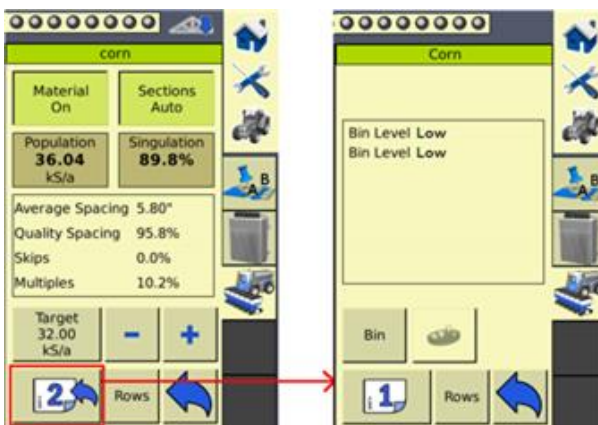 corn
Material
On
Sections
Auto
Population
36.04
kS/a
Singulation
89.8%
Average Spacing 5.80"
Quality Spacing 95.8%
Skips 0.0%
Multiples 10.2%
Target
32.00
kS/a
2
Rows
A B
Corn
Bin Level Low
Bin Level Low
Bin
1
Rows
A B